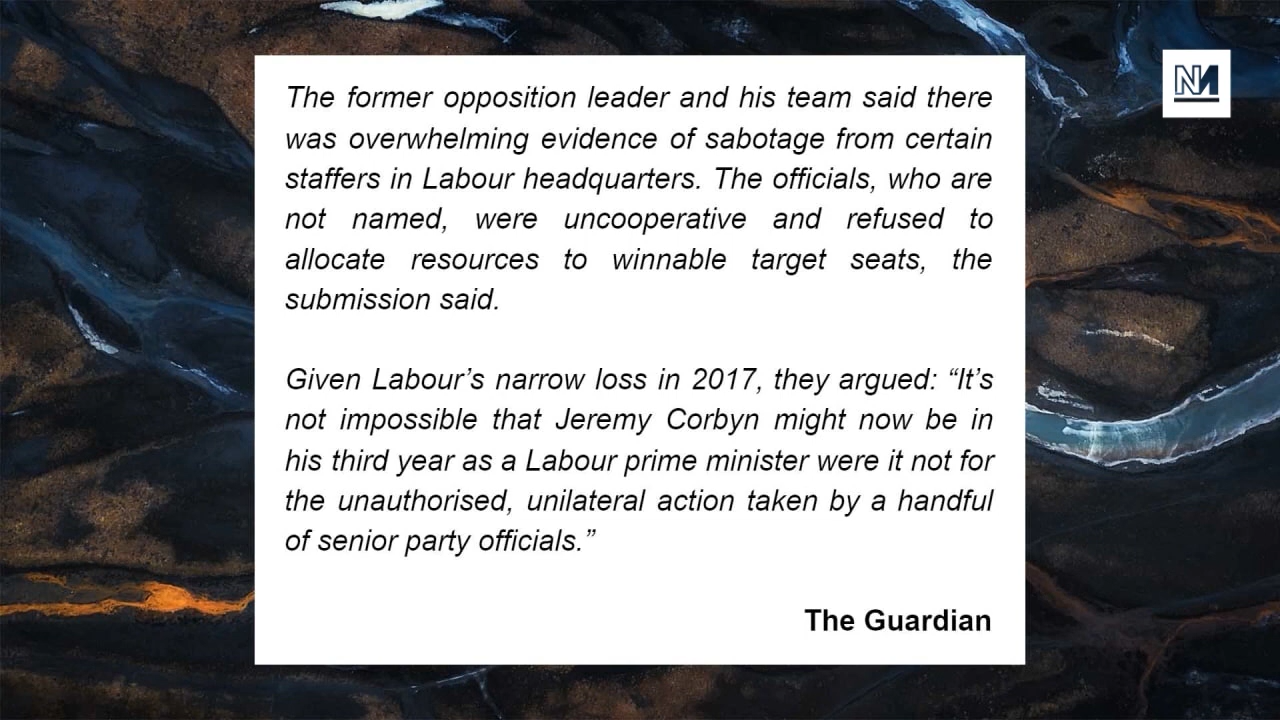 The former opposition leader and his team said there
was overwhelming evidence of sabotage from certain
staffers in Labour headquarters. The officials, who are
not named, were uncooperative and refused to
allocate resources to winnable target seats, the
submission said.
Given Labour’s narrow loss in 2017, they argued: “It’s
not impossible that Jeremy Corbyn might now be in
his third year as a Labour prime minister were it not for
the unauthorised, unilateral action taken by a handful
of senior party officials.”
The Guardian
NM